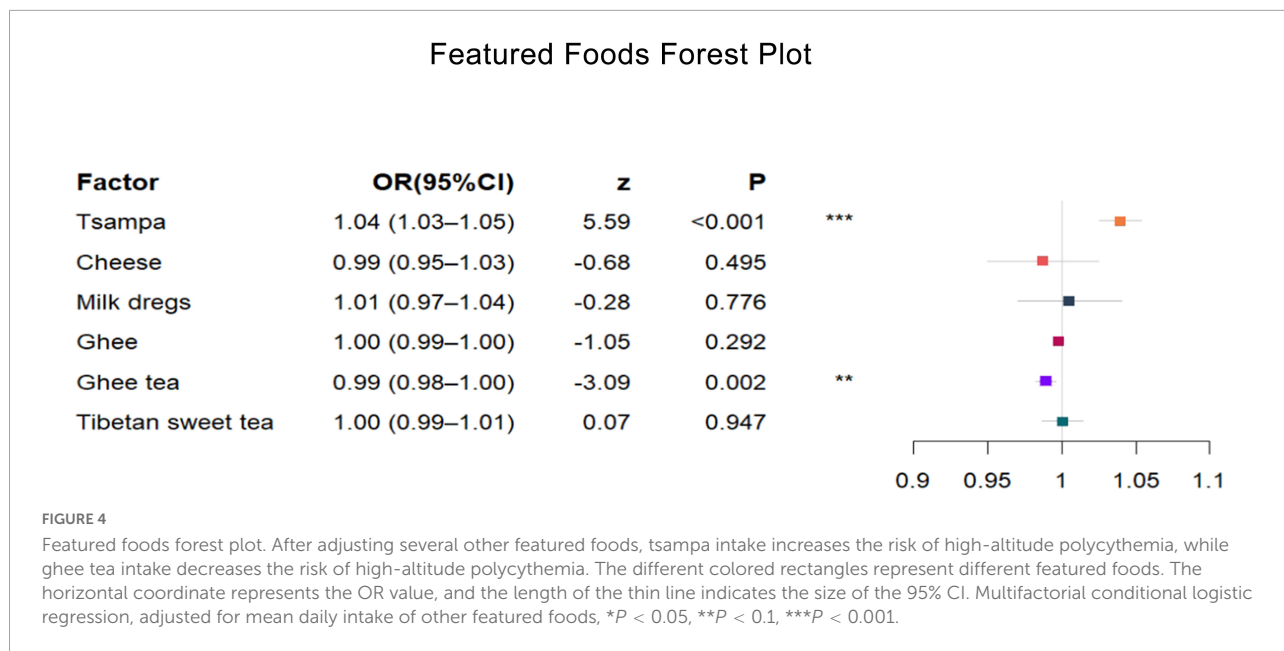 Featured Foods Forest Plot
Factor OR(95%CI) z P
Tsampa 1.04 (1.03–1.05) 5.59 <0.001 ***
Cheese 0.99 (0.95–1.03) -0.68 0.495
Milk dregs 1.01 (0.97–1.04) -0.28 0.776
Ghee 1.00 (0.99–1.00) -1.05 0.292
Ghee tea 0.99 (0.98–1.00) -3.09 0.002 **
Tibetan sweet tea 1.00 (0.99–1.01) 0.07 0.947
0.9 0.95 1 1.05 1.1
FIGURE 4
Featured foods forest plot. After adjusting several other featured foods, tsampa intake increases the risk of high-altitude polycythemia, while
ghee tea intake decreases the risk of high-altitude polycythemia. The different colored rectangles represent different featured foods. The
horizontal coordinate represents the OR value, and the length of the thin line indicates the size of the 95% CI. Multifactorial conditional logistic
regression, adjusted for mean daily intake of other featured foods, *P < 0.05, **P < 0.1, ***P < 0.001.